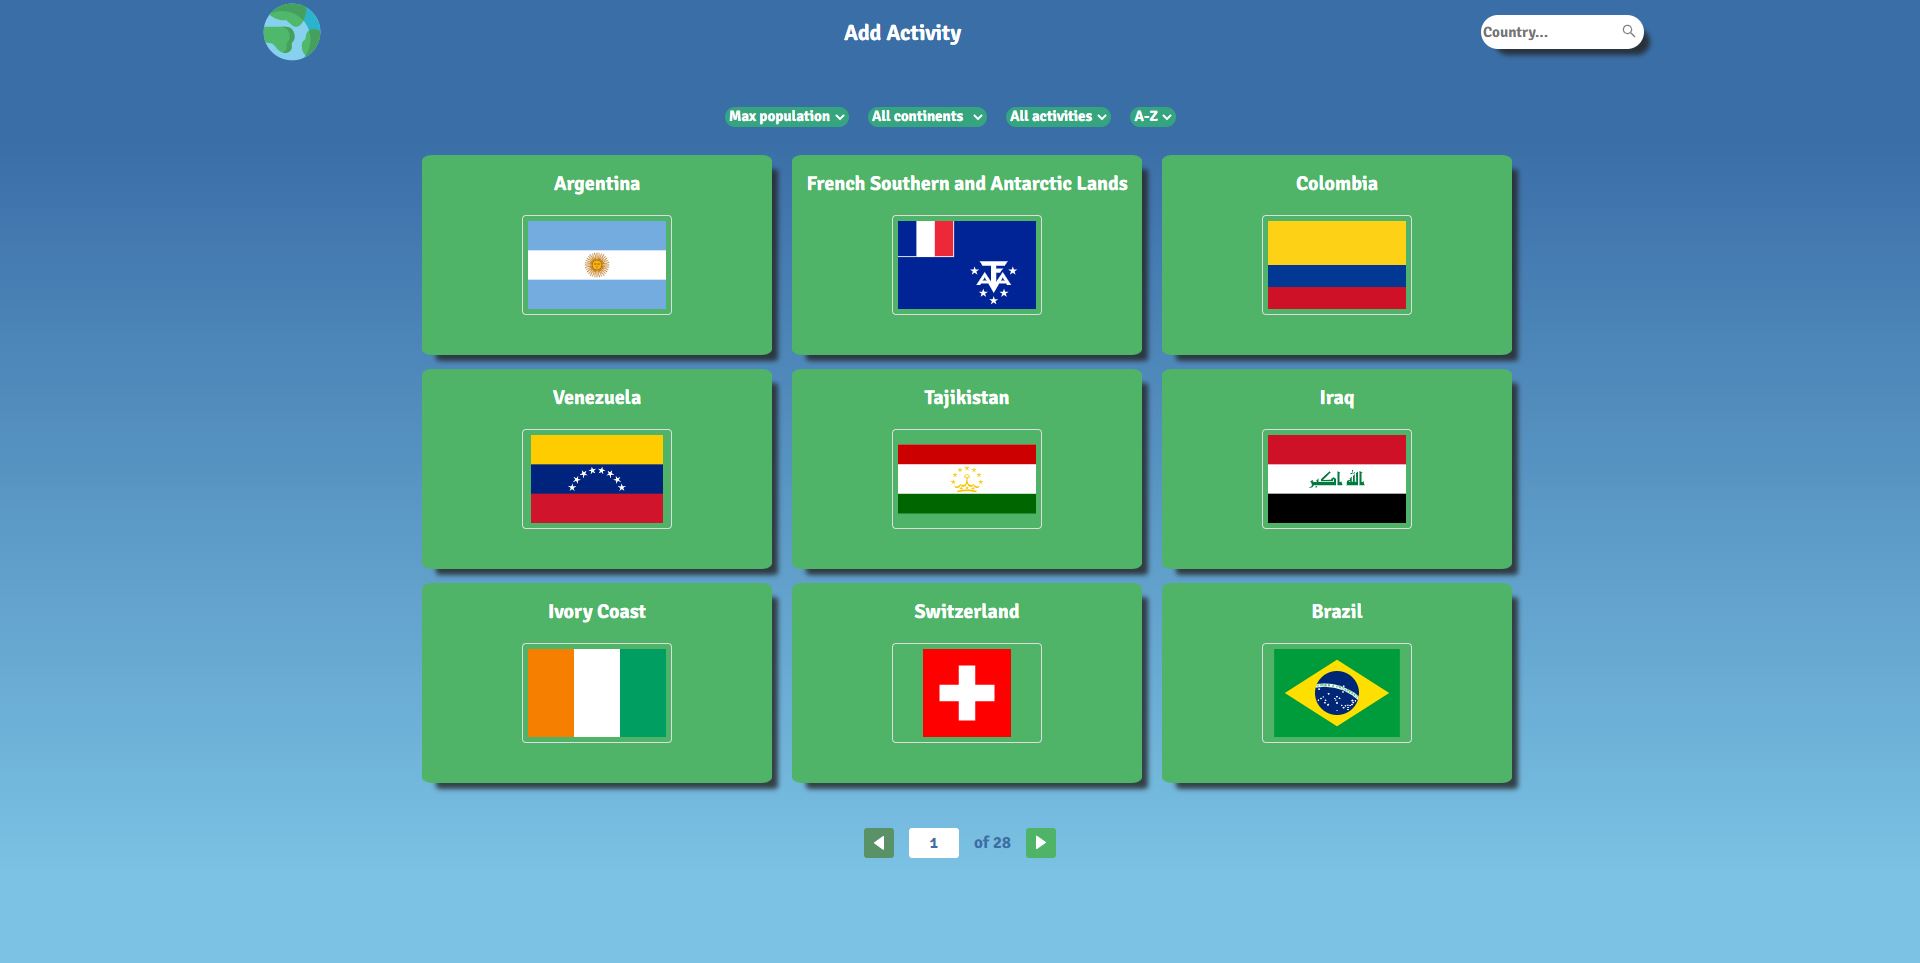 Add Activity
Country...
Max population
All continents
All activities
A-Z
Argentina
French Southern and Antarctic Lands
Colombia
Venezuela
Tajikistan
Iraq
الله اكبر
Ivory Coast
Switzerland
Brazil
1 of 28